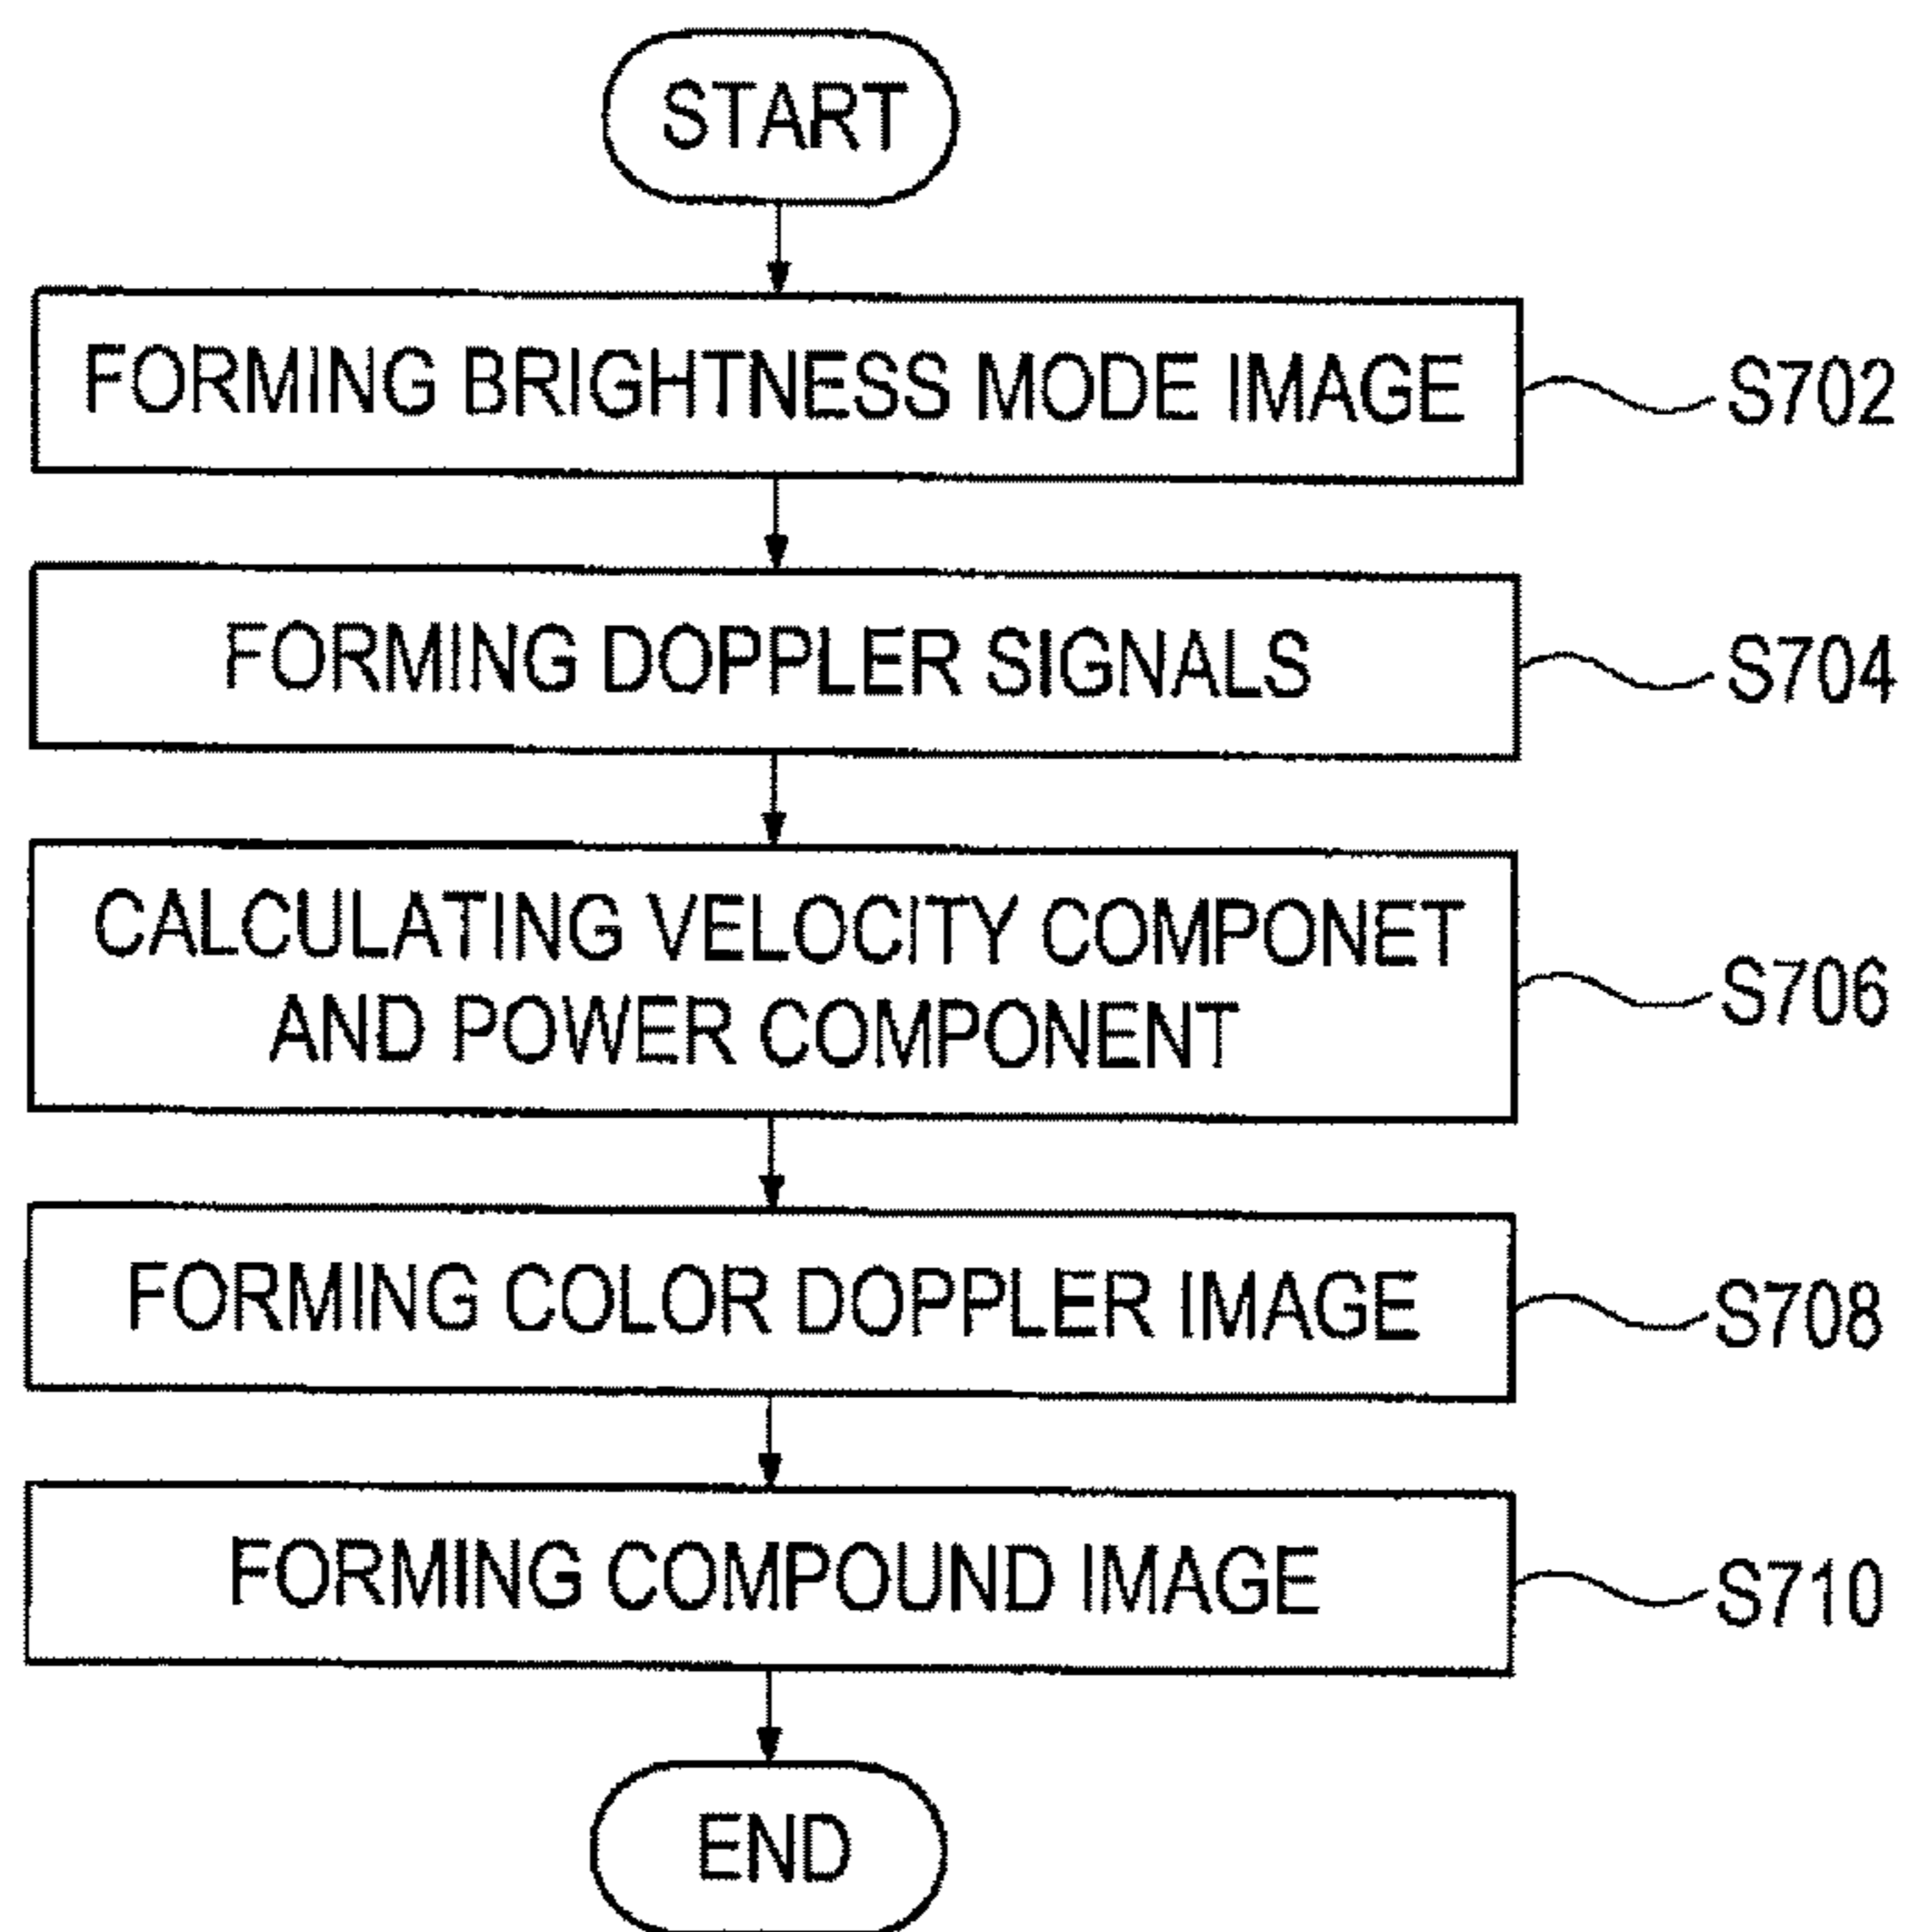 START
FORMING BRIGHTNESS MODE IMAGE S702
FORMING DOPPLER SIGNALS S704
CALCULATING VELOCITY COMPONET
AND POWER COMPONENT S706
FORMING COLOR DOPPLER IMAGE S708
FORMING COMPOUND IMAGE S710
END